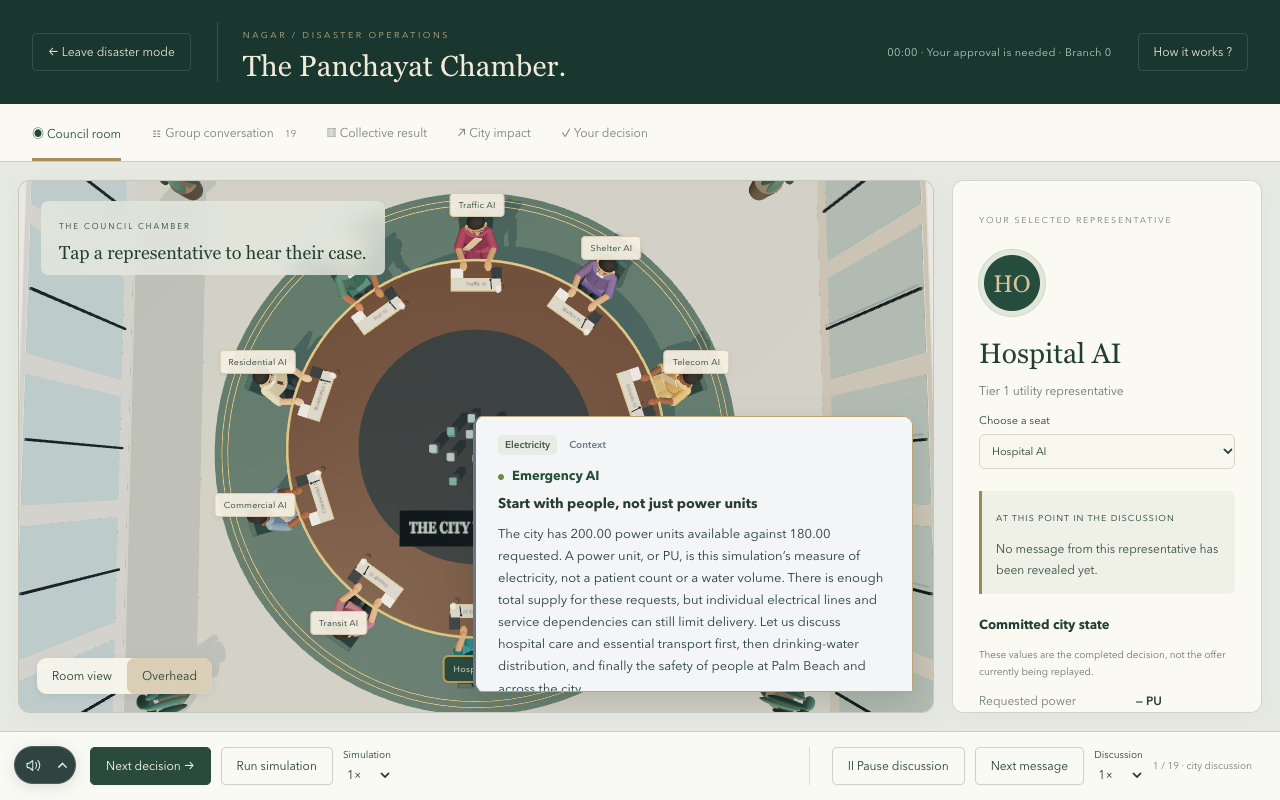 ← Leave disaster mode
NAGAR / DISASTER OPERATIONS
The Panchayat Chamber.
00:00 · Your approval is needed · Branch 0
How it works ?
Council room
Group conversation 19
Collective result
↗ City impact
✓ Your decision
THE COUNCIL CHAMBER
Tap a representative to hear their case.
Traffic AI
Shelter AI
Residential AI
Telecom AI
Commercial AI
Transit AI
Hosp
THE CITY
Electricity Context
Emergency AI
Start with people, not just power units
The city has 200.00 power units available against 180.00
requested. A power unit, or PU, is this simulation’s measure of
electricity, not a patient count or a water volume. There is enough
total supply for these requests, but individual electrical lines and
service dependencies can still limit delivery. Let us discuss
hospital care and essential transport first, then drinking-water
distribution, and finally the safety of people at Palm Beach and
across the city.
Room view Overhead
YOUR SELECTED REPRESENTATIVE
HO
Hospital AI
Tier 1 utility representative
Choose a seat
Hospital AI
AT THIS POINT IN THE DISCUSSION
No message from this representative has
been revealed yet.
Committed city state
These values are the completed decision, not the offer
currently being replayed.
Requested power – PU
Next decision →
Run simulation
Simulation
1×
II Pause discussion
Next message
Discussion
1×
1 / 19 · city discussion